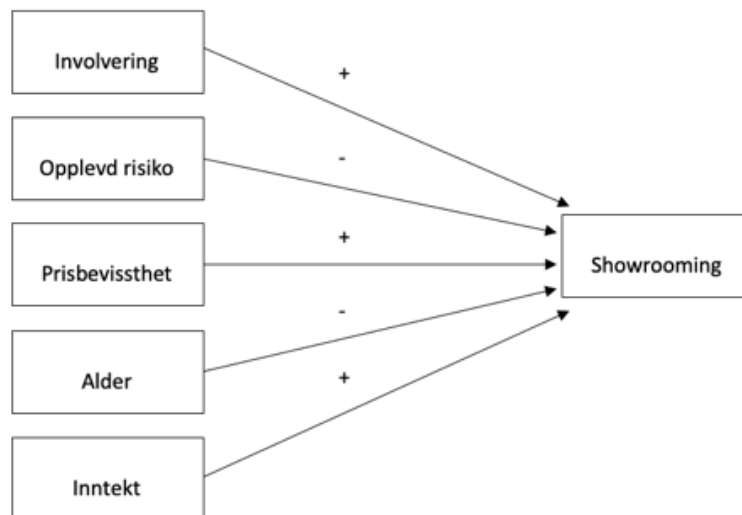 Involvering
+
Opplevd risiko
-
Prisbevissthet
+
Showrooming
-
Alder
+
Inntekt